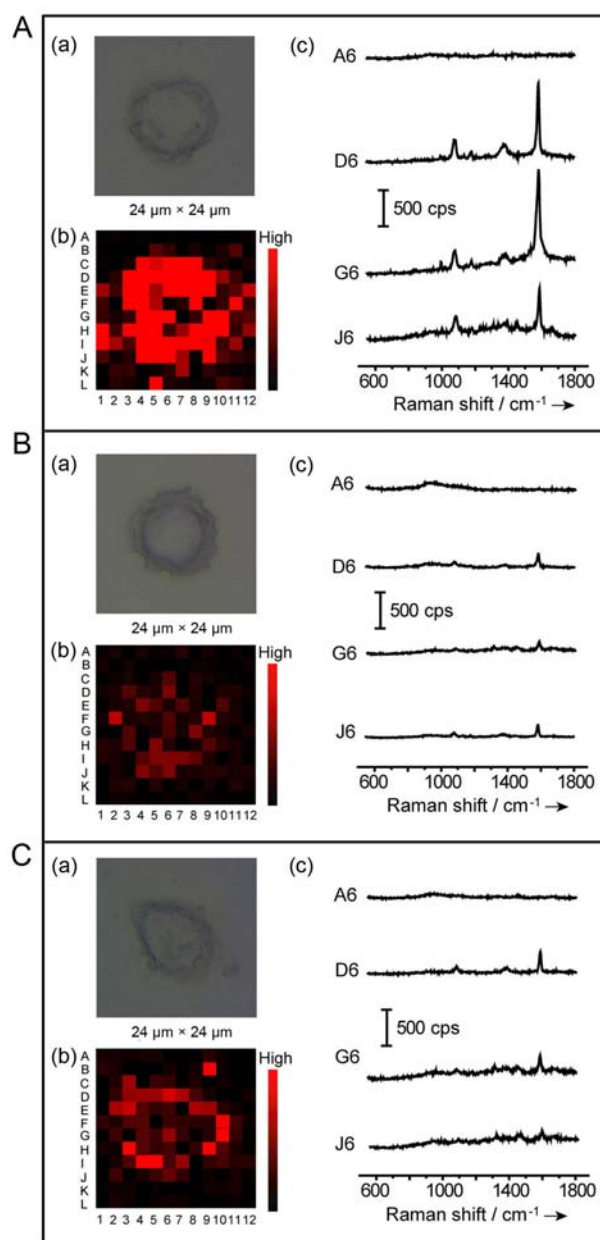 A
(a)
24 µm × 24 µm
(b)
High
A
B
C
D
E
F
G
H
I
J
K
L
1 2 3 4 5 6 7 8 9 10 11 12
(c)
A6
D6
500 cps
G6
J6
600 1000 1400 1800
Raman shift / cm⁻¹ →
B
(a)
24 µm × 24 µm
(b)
High
A
B
C
D
E
F
G
H
I
J
K
L
1 2 3 4 5 6 7 8 9 10 11 12
(c)
A6
D6
500 cps
G6
J6
600 1000 1400 1800
Raman shift / cm⁻¹ →
C
(a)
24 µm × 24 µm
(b)
High
A
B
C
D
E
F
G
H
I
J
K
L
1 2 3 4 5 6 7 8 9 10 11 12
(c)
A6
D6
500 cps
G6
J6
600 1000 1400 1800
Raman shift / cm⁻¹ →